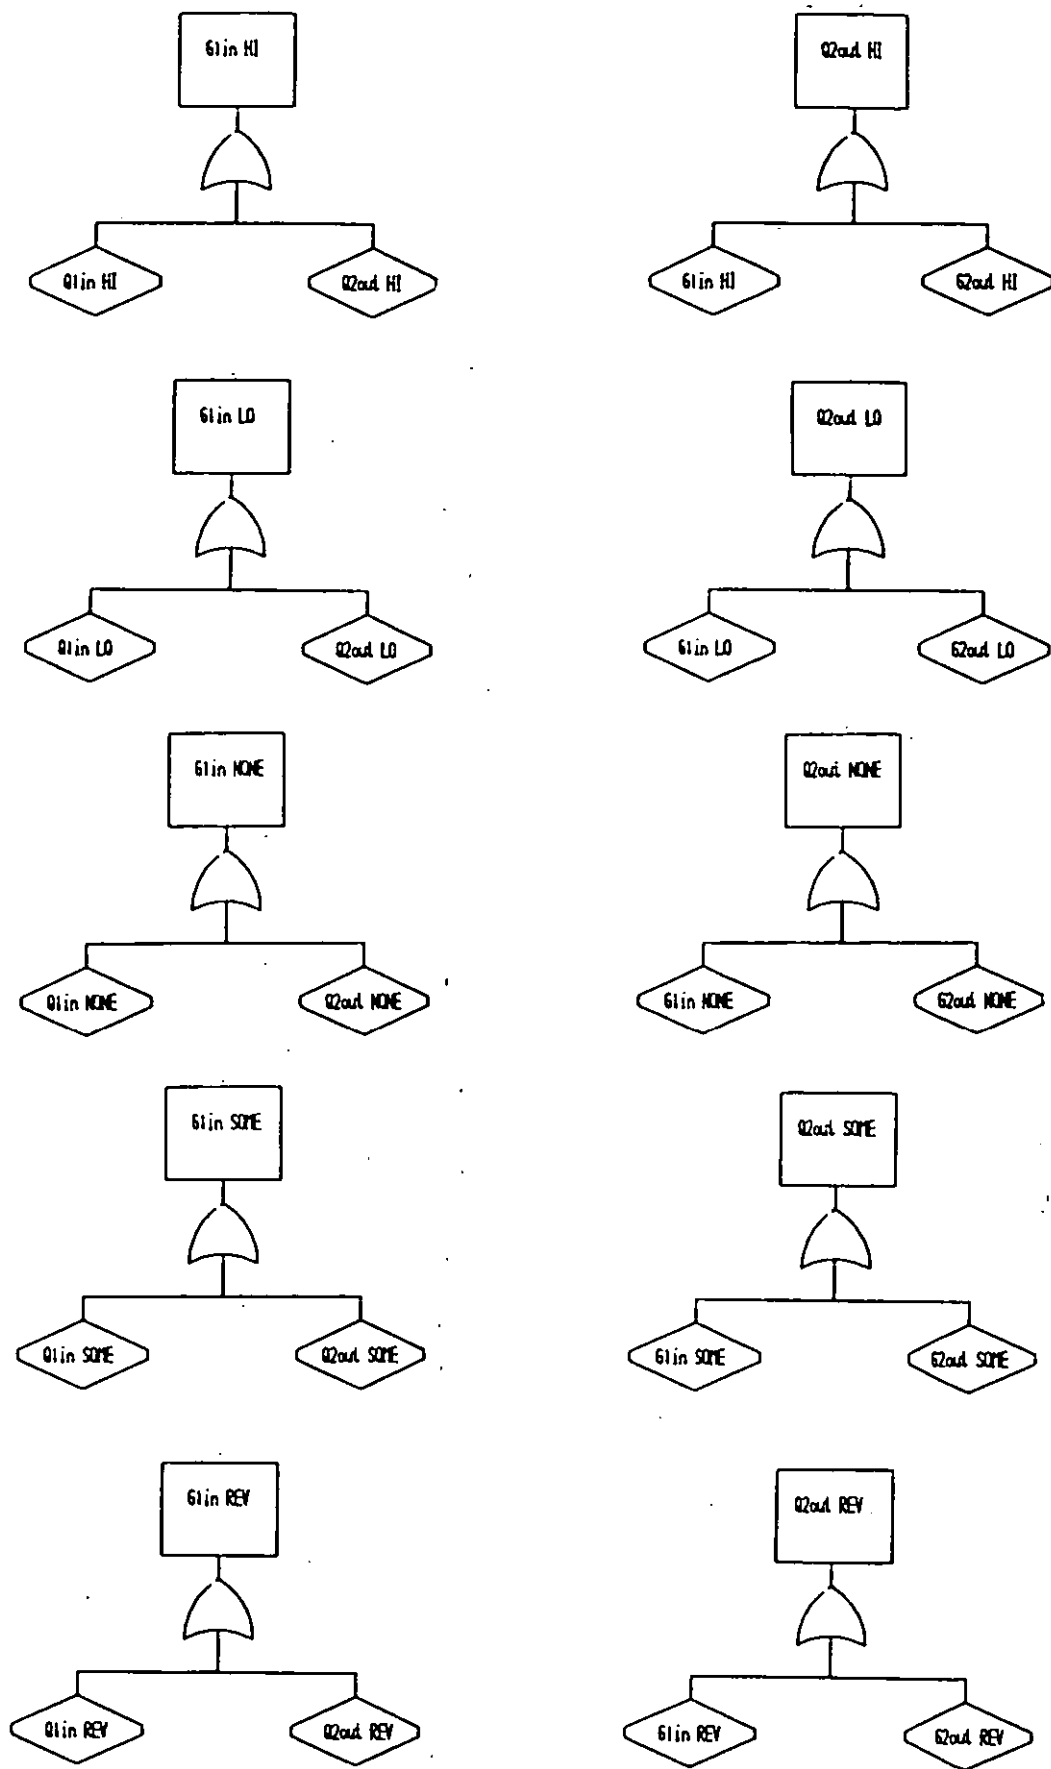 G1in HI
Q2out HI
Q1in HI
Q2out HI
G1in HI
G2out HI
G1in LO
Q2out LO
Q1in LO
Q2out LO
G1in LO
G2out LO
G1in NONE
Q2out NONE
Q1in NONE
Q2out NONE
G1in NONE
G2out NONE
G1in SOME
Q2out SOME
Q1in SOME
Q2out SOME
G1in SOME
G2out SOME
G1in REV
Q2out REV
Q1in REV
Q2out REV
G1in REV
G2out REV